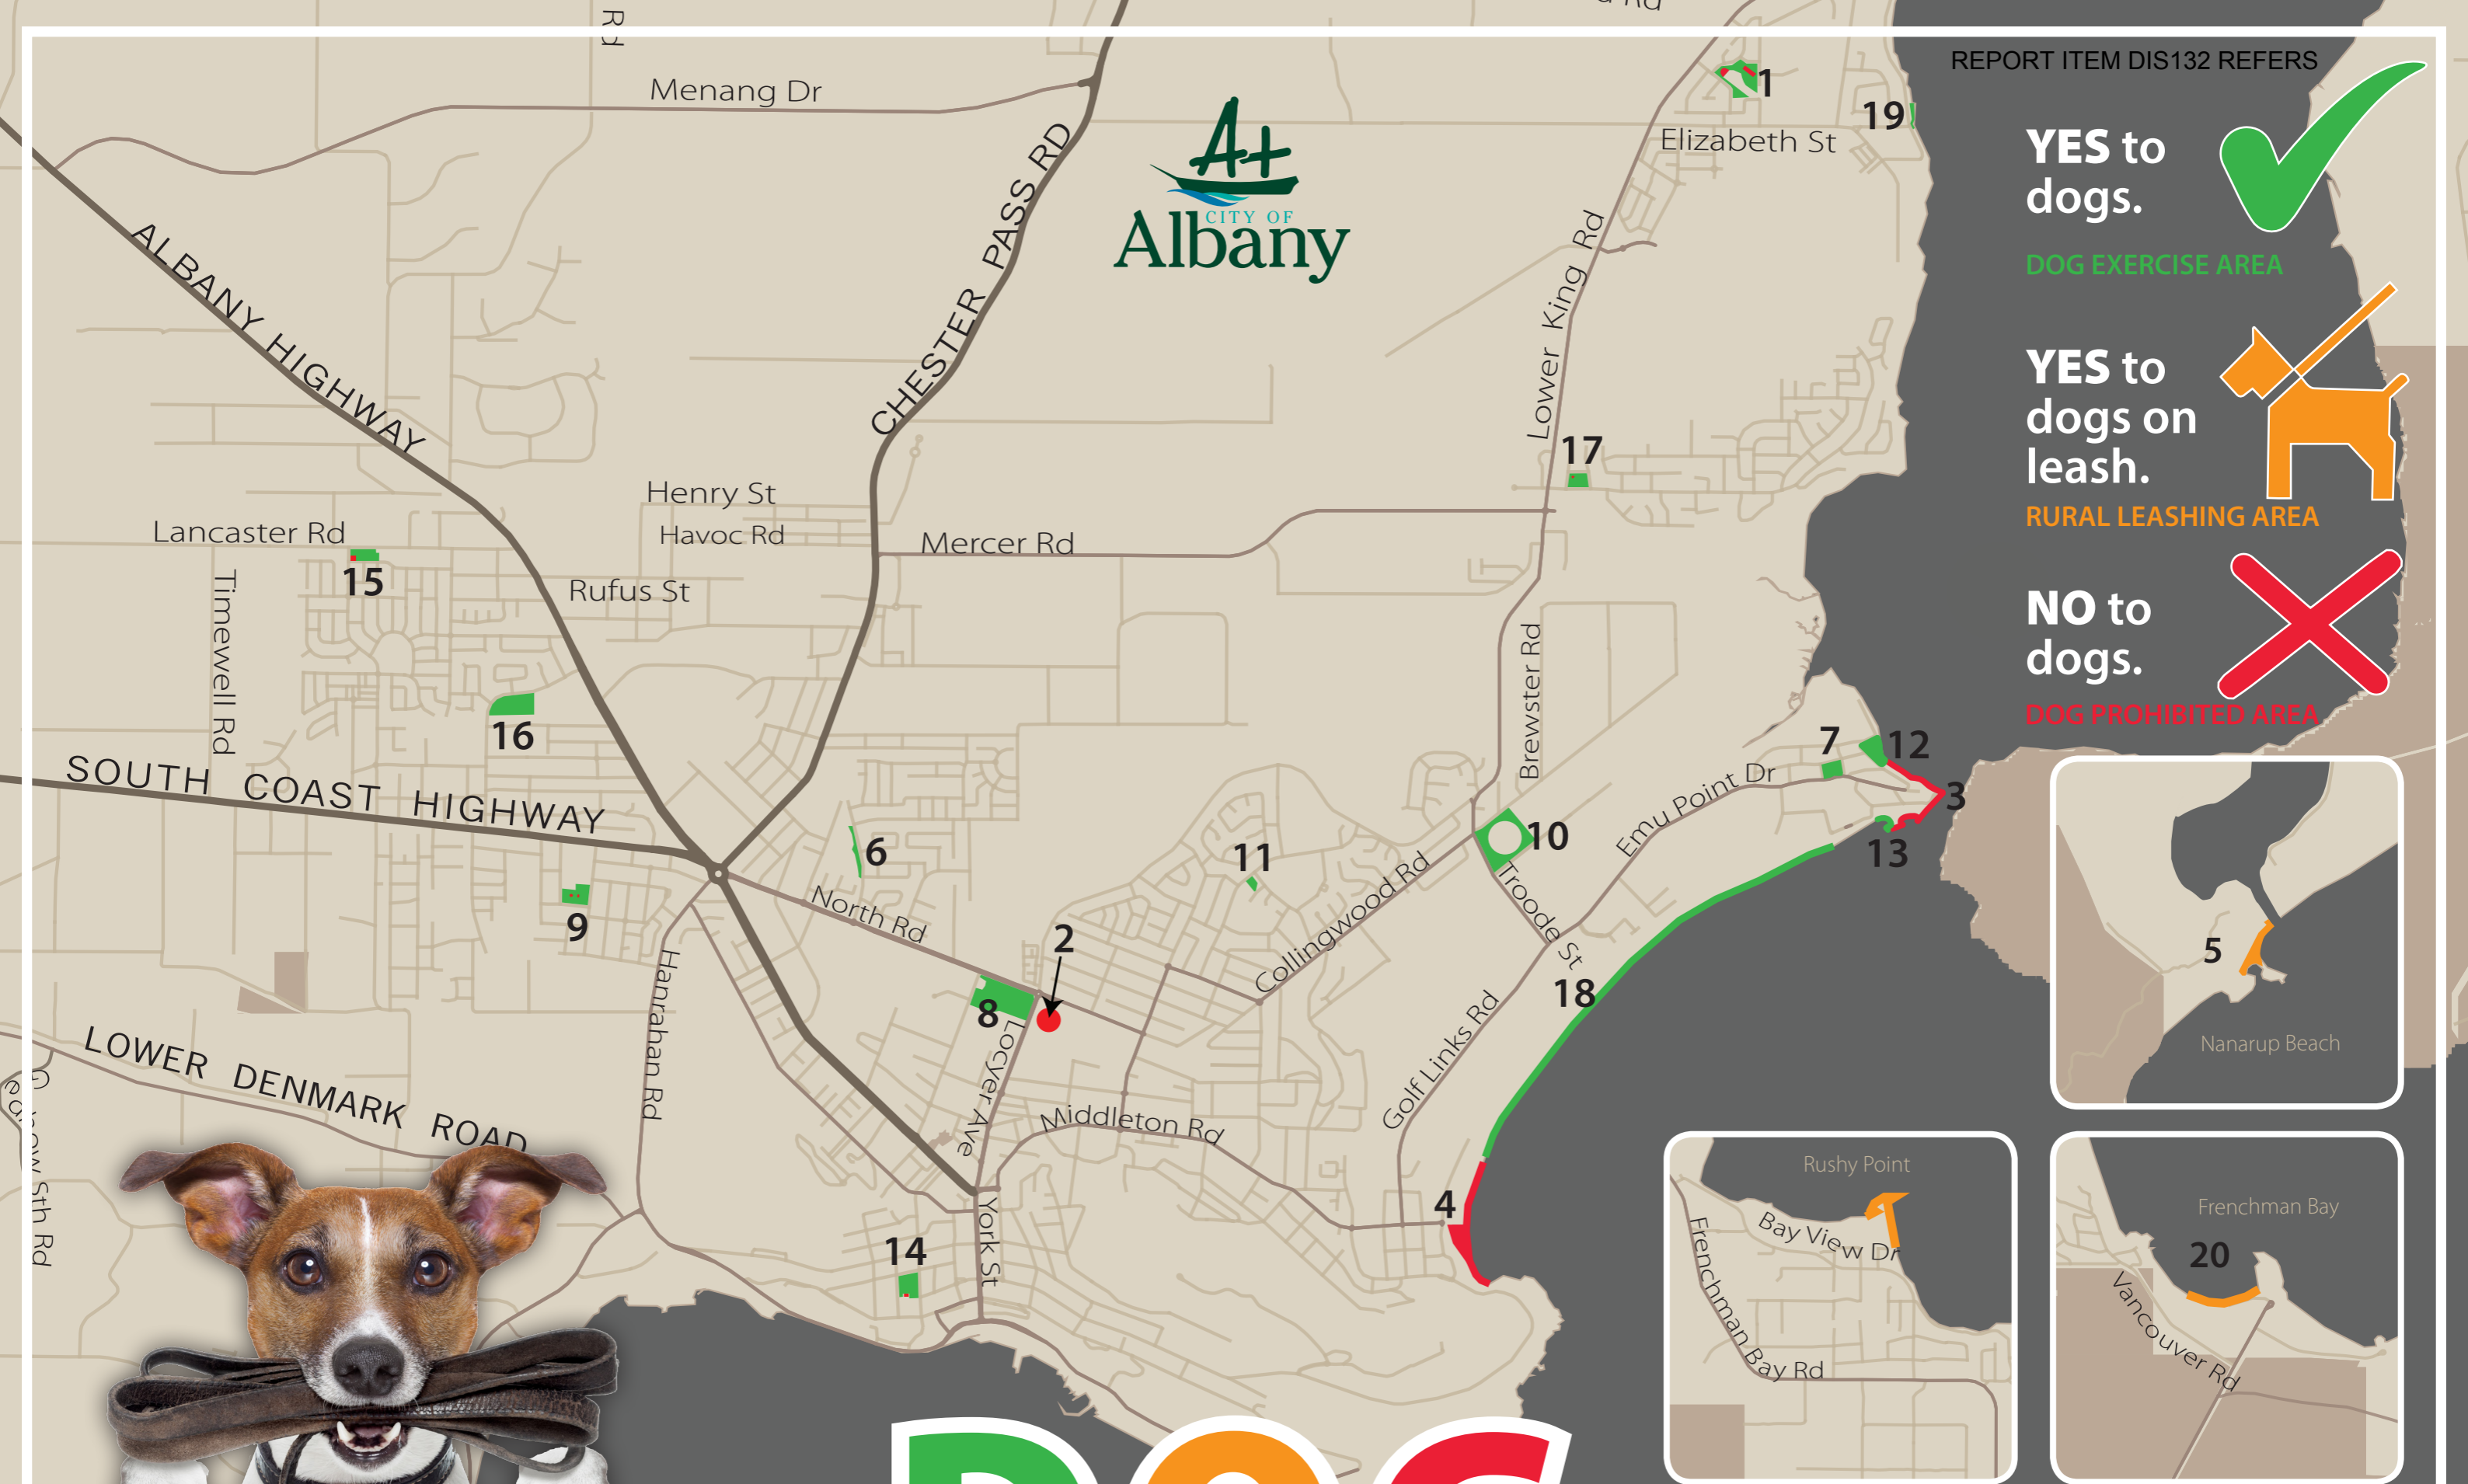 Rd
REPORT ITEM DIS132 REFERS
Menang Dr
1
19
Elizabeth St
CHESTER PASS RD
A+
CITY OF
Albany
YES to
dogs.
DOG EXERCISE AREA
ALBANY HIGHWAY
Lower King Rd
YES to
dogs on
leash.
RURAL LEASHING AREA
17
Henry St
Havoc Rd
Lancaster Rd
Mercer Rd
15
Rufus St
Timewell Rd
NO to
dogs.
DOG PROHIBITED AREA
Brewster Rd
16
7
12
3
SOUTH COAST HIGHWAY
Emu Point Dr
10
13
6
11
9
North Rd
Collingwood Rd
Troode St
2
18
5
Nanarup Beach
Hanrahan Rd
8
Locyer Ave
Golf Links Rd
LOWER DENMARK ROAD
Middleton Rd
Sth Rd
4
York St
14
Rushy Point
Bay View Dr
Frenchman Bay Rd
Frenchman Bay
20
Vancouver Rd
DOG